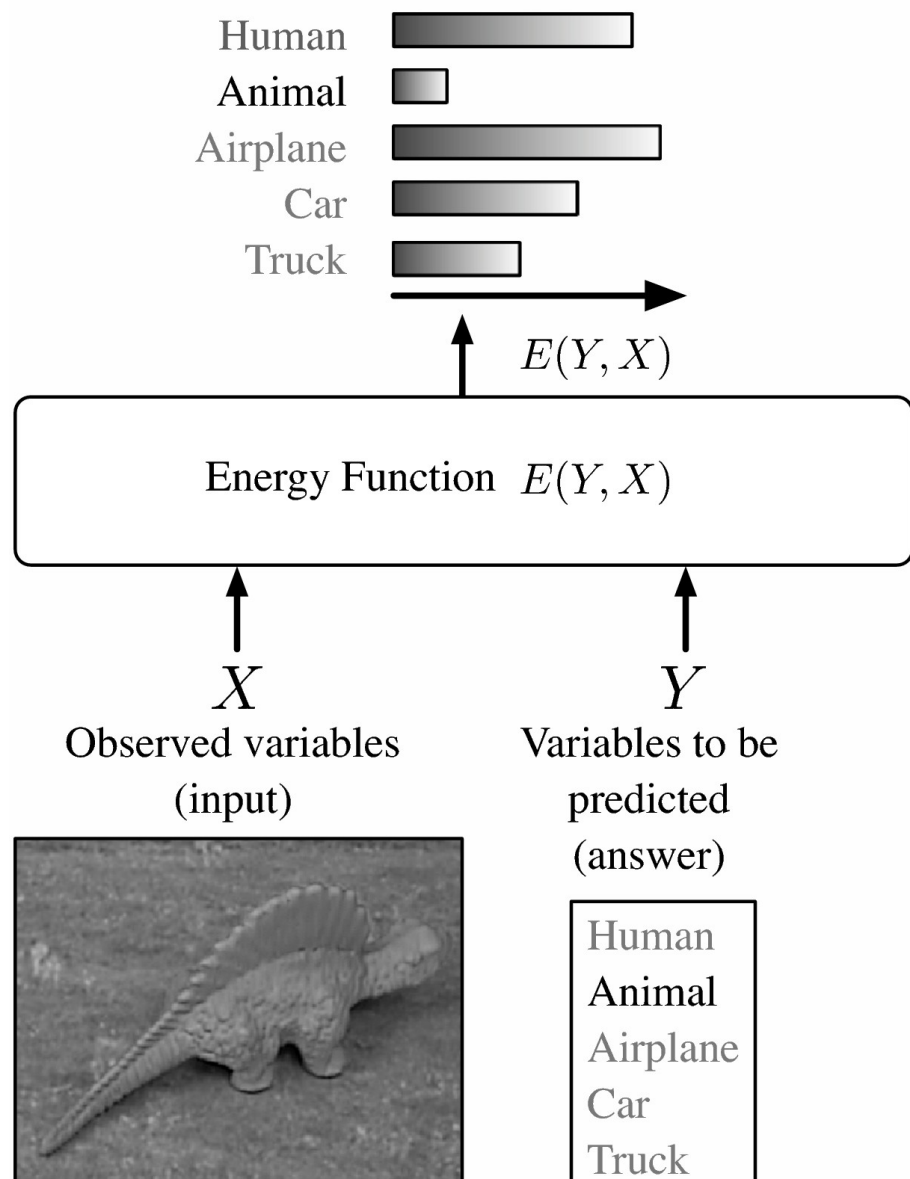 Human
Animal
Airplane
Car
Truck
E(Y, X)
Energy Function E(Y, X)
X
Observed variables
(input)
Y
Variables to be
predicted
(answer)
Human
Animal
Airplane
Car
Truck